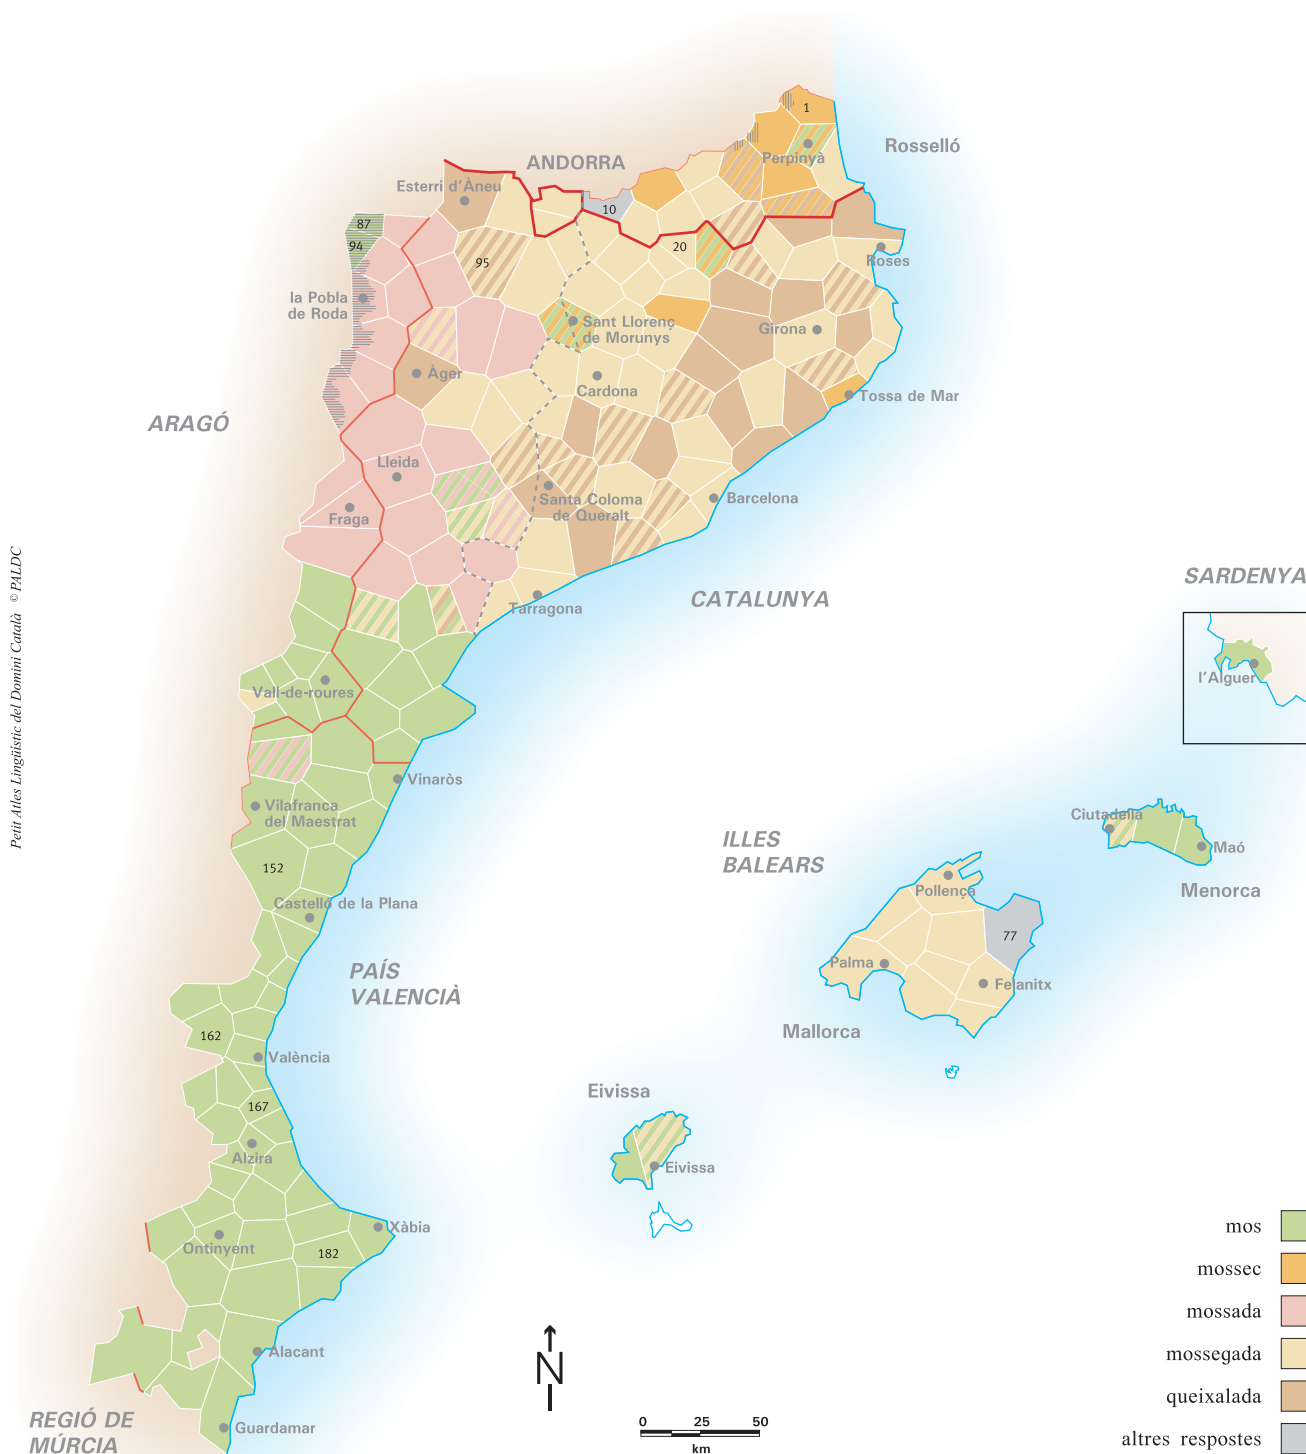 1
Rosselló
Perpinyà
ANDORRA
Esterri d'Àneu
10
87
94
20
95
Roses
la Pobla
de Roda
Sant Llorenç
de Morunys
Girona
Àger
Cardona
Tossa de Mar
ARAGÓ
Lleida
Santa Coloma
de Queralt
Barcelona
Fraga
Petit Atles Lingüístic del Domini Català © PALDC
SARDENYA
CATALUNYA
Tarragona
l'Alguer
Vall-de-roures
Vinaròs
Vilafranca
del Maestrat
Ciutadella
ILLES
BALEARS
Maó
152
Pollença
Menorca
Castelló de la Plana
77
PAÍS
VALENCIÀ
Palma
Felanitx
162
Mallorca
València
Eivissa
167
Alzira
Eivissa
Xàbia
mos
Ontinyent
182
mossec
mossada
Alacant
N
mossegada
queixalada
REGIÓ DE
MÚRCIA
Guardamar
0 25 50
km
altres respostes